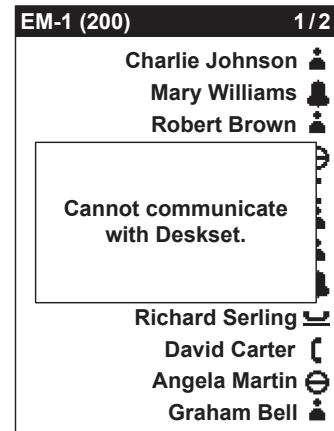 EM-1 (200) 1/2
Charlie Johnson
Mary Williams
Robert Brown
Cannot communicate
with Deskset.
Richard Serling
David Carter
Angela Martin
Graham Bell